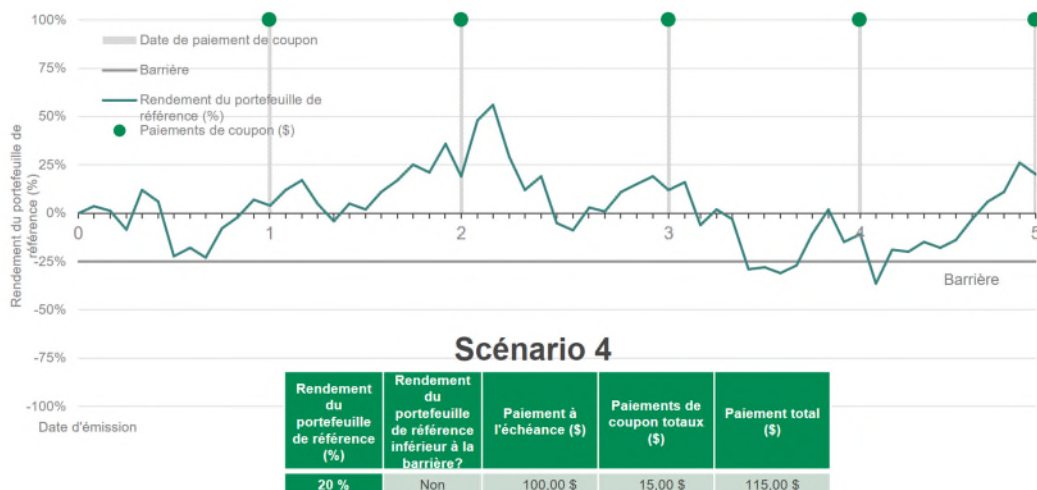 100%
75%
50%
25%
0%
-25%
-50%
-75%
-100%
Rendement du portefeuille de
référence (%)
Date de paiement de coupon
Barrière
Rendement du portefeuille de
référence (%)
Paiements de coupon ($)
0
1
2
3
4
5
Barrière
Date d'émission
Scénario 4
Rendement
du
portefeuille
de référence
(%)
Rendement
du
portefeuille
de référence
inférieur à la
barrière?
Paiement à
l'échéance ($)
Paiements de
coupon totaux
($)
Paiement total
($)
20 %
Non
100,00 $
15,00 $
115,00 $